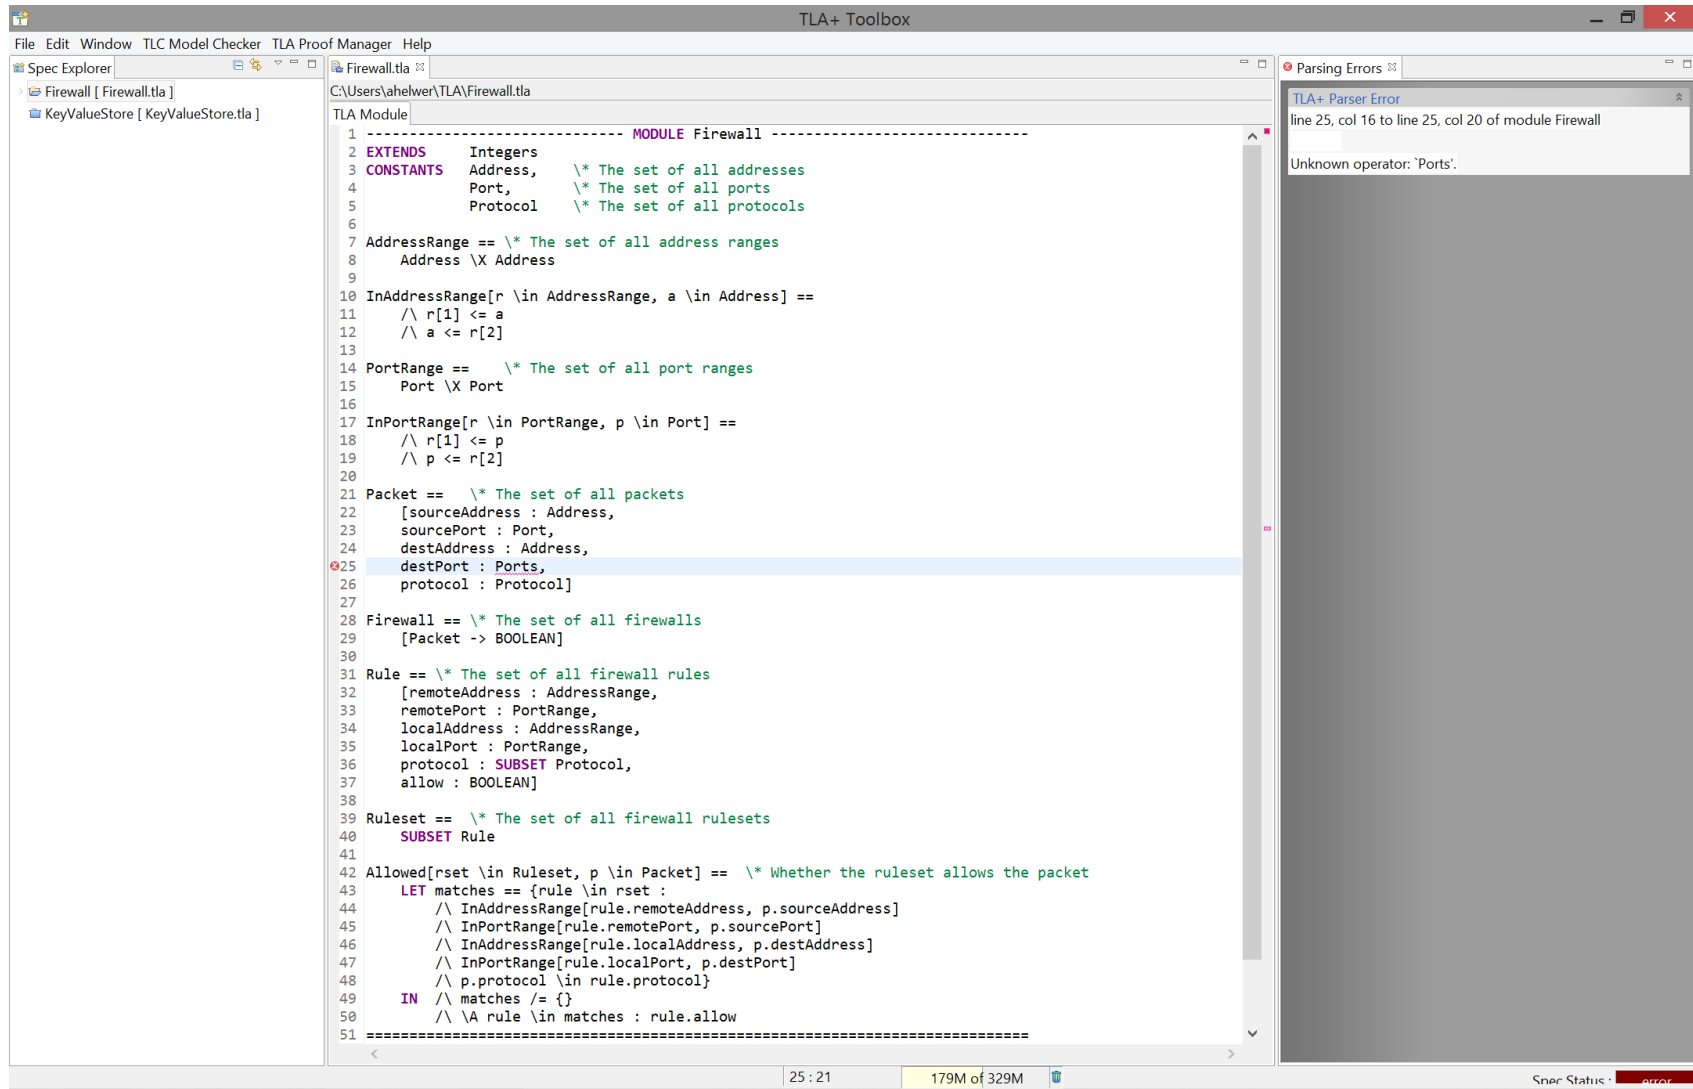 TLA+ Toolbox
File Edit Window TLC Model Checker TLA Proof Manager Help
Spec Explorer
Firewall [ Firewall.tla ]
KeyValueStore [ KeyValueStore.tla ]
Firewall.tla
C:\Users\ahelwer\TLA\Firewall.tla
TLA Module
1 ------------------------------ MODULE Firewall ------------------------------
2 EXTENDS     Integers
3 CONSTANTS   Address,    \* The set of all addresses
4             Port,       \* The set of all ports
5             Protocol    \* The set of all protocols
6
7 AddressRange == \* The set of all address ranges
8     Address \X Address
9
10 InAddressRange[r \in AddressRange, a \in Address] ==
11     /\ r[1] <= a
12     /\ a <= r[2]
13
14 PortRange ==    \* The set of all port ranges
15     Port \X Port
16
17 InPortRange[r \in PortRange, p \in Port] ==
18     /\ r[1] <= p
19     /\ p <= r[2]
20
21 Packet ==   \* The set of all packets
22     [sourceAddress : Address,
23     sourcePort : Port,
24     destAddress : Address,
25     destPort : Ports,
26     protocol : Protocol]
27
28 Firewall == \* The set of all firewalls
29     [Packet -> BOOLEAN]
30
31 Rule == \* The set of all firewall rules
32     [remoteAddress : AddressRange,
33     remotePort : PortRange,
34     localAddress : AddressRange,
35     localPort : PortRange,
36     protocol : SUBSET Protocol,
37     allow : BOOLEAN]
38
39 Ruleset ==  \* The set of all firewall rulesets
40     SUBSET Rule
41
42 Allowed[rset \in Ruleset, p \in Packet] ==  \* Whether the ruleset allows the packet
43     LET matches == {rule \in rset :
44         /\ InAddressRange[rule.remoteAddress, p.sourceAddress]
45         /\ InPortRange[rule.remotePort, p.sourcePort]
46         /\ InAddressRange[rule.localAddress, p.destAddress]
47         /\ InPortRange[rule.localPort, p.destPort]
48         /\ p.protocol \in rule.protocol}
49     IN  /\ matches /= {}
50         /\ \A rule \in matches : rule.allow
51 =============================================================================
Parsing Errors
TLA+ Parser Error
line 25, col 16 to line 25, col 20 of module Firewall
Unknown operator: `Ports'.
25 : 21
179M of 329M
Spec Status : error